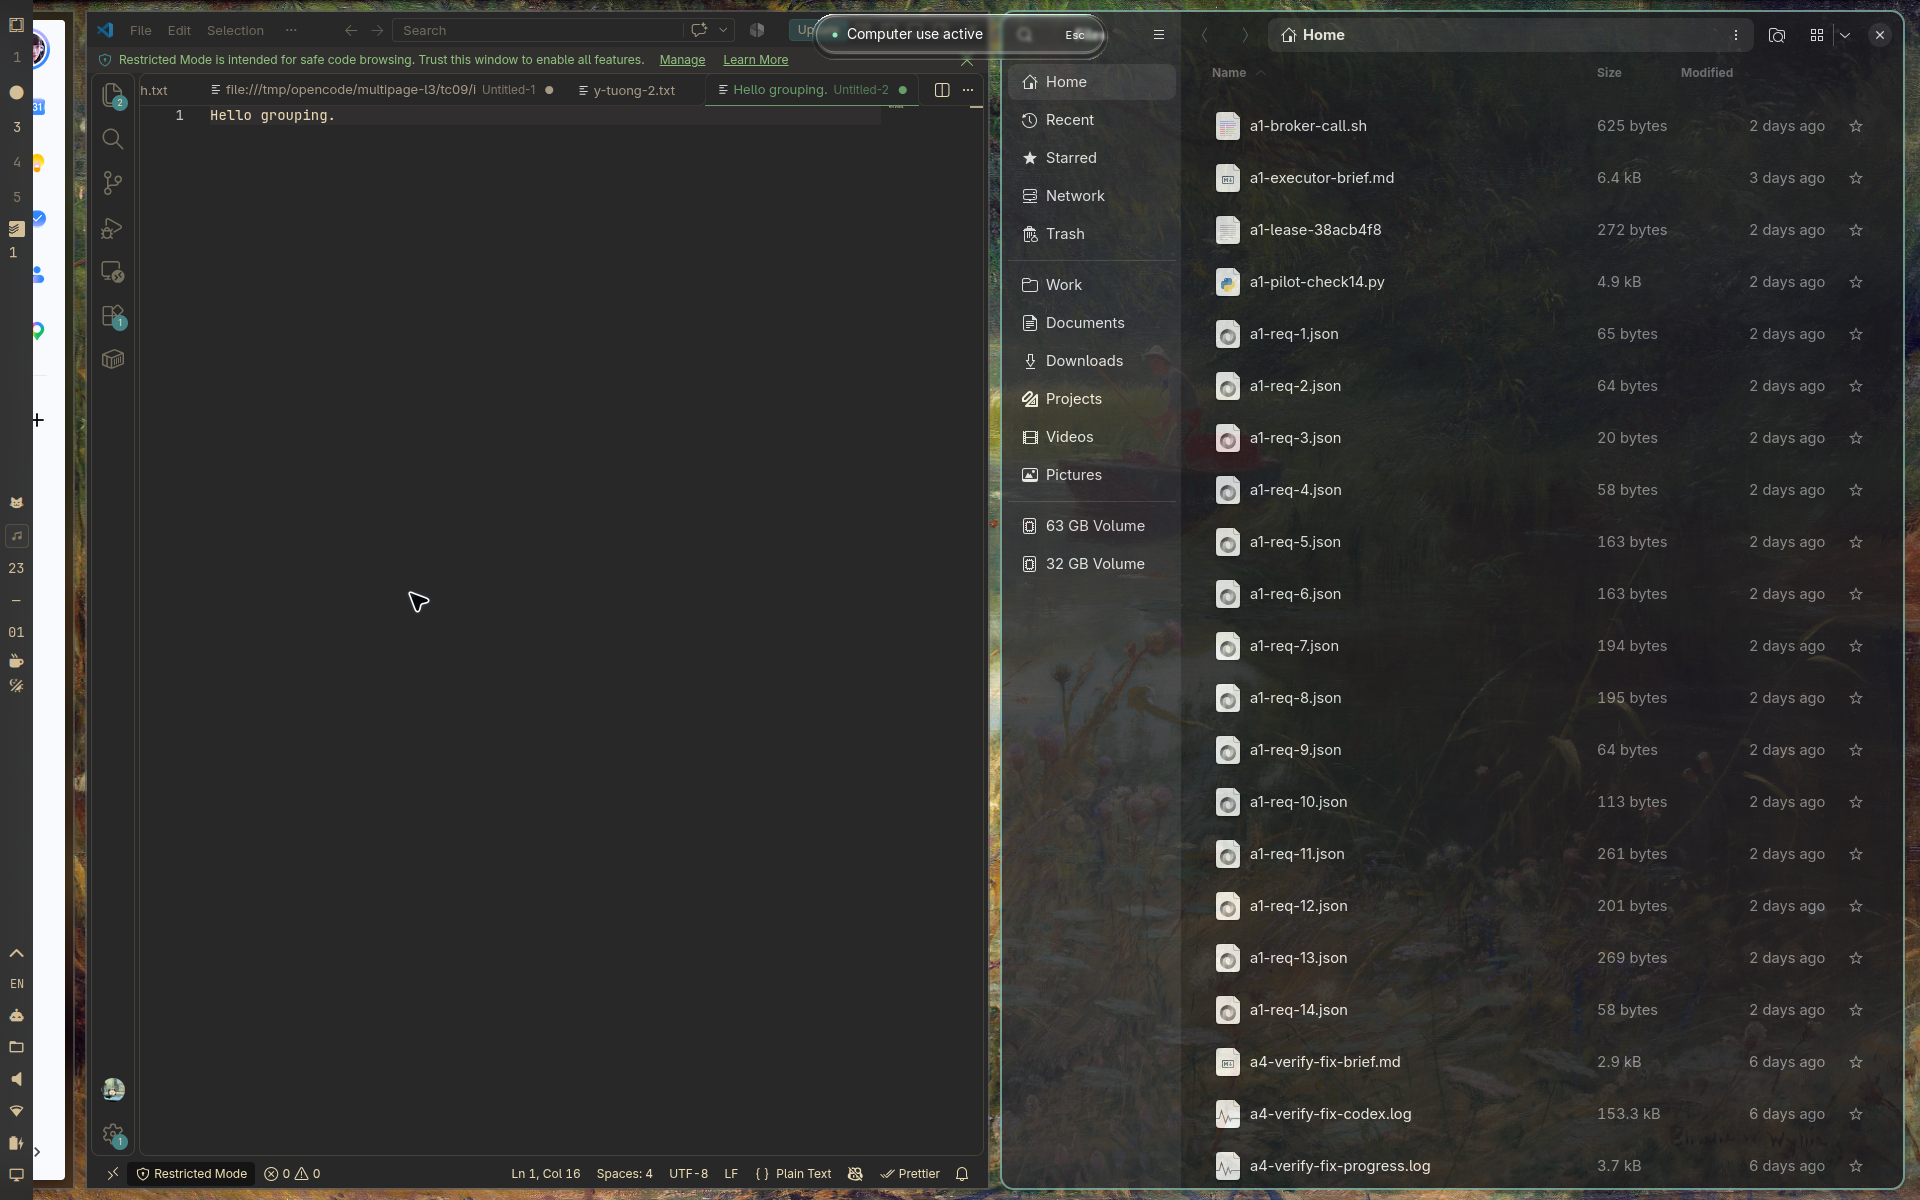 1
3
4
5
1
23
01
EN
31
File Edit Selection ···
Search
Up
Restricted Mode is intended for safe code browsing. Trust this window to enable all features. Manage Learn More
h.txt file:///tmp/opencode/multipage-l3/tc09/i Untitled-1 y-tuong-2.txt Hello grouping. Untitled-2
1 Hello grouping.
2
1
1
Restricted Mode 0 0 Ln 1, Col 16 Spaces: 4 UTF-8 LF { } Plain Text Prettier
Computer use active Esc
Home
Recent
Starred
Network
Trash
Work
Documents
Downloads
Projects
Videos
Pictures
63 GB Volume
32 GB Volume
Home
Name Size Modified
a1-broker-call.sh 625 bytes 2 days ago
a1-executor-brief.md 6.4 kB 3 days ago
a1-lease-38acb4f8 272 bytes 2 days ago
a1-pilot-check14.py 4.9 kB 2 days ago
a1-req-1.json 65 bytes 2 days ago
a1-req-2.json 64 bytes 2 days ago
a1-req-3.json 20 bytes 2 days ago
a1-req-4.json 58 bytes 2 days ago
a1-req-5.json 163 bytes 2 days ago
a1-req-6.json 163 bytes 2 days ago
a1-req-7.json 194 bytes 2 days ago
a1-req-8.json 195 bytes 2 days ago
a1-req-9.json 64 bytes 2 days ago
a1-req-10.json 113 bytes 2 days ago
a1-req-11.json 261 bytes 2 days ago
a1-req-12.json 201 bytes 2 days ago
a1-req-13.json 269 bytes 2 days ago
a1-req-14.json 58 bytes 2 days ago
a4-verify-fix-brief.md 2.9 kB 6 days ago
a4-verify-fix-codex.log 153.3 kB 6 days ago
a4-verify-fix-progress.log 3.7 kB 6 days ago